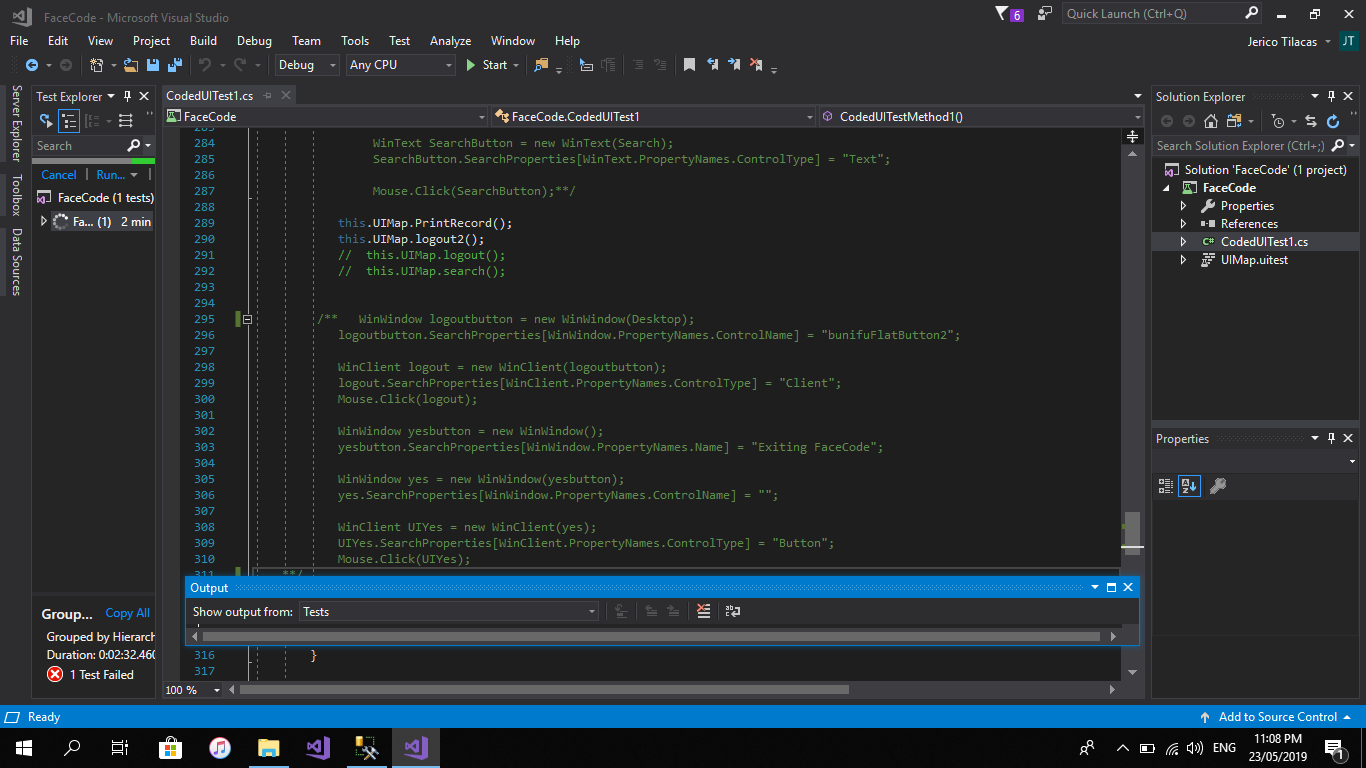 FaceCode - Microsoft Visual Studio
6
Quick Launch (Ctrl+Q)
File Edit View Project Build Debug Team Tools Test Analyze Window Help
Jerico Tilacas
JT
Debug
Any CPU
Start
Server Explorer
Toolbox
Data Sources
Test Explorer
Search
Cancel Run...
FaceCode (1 tests)
Fa... (1) 2 min
Group...
Copy All
Grouped by Hierarch
Duration: 0:02:32.460
1 Test Failed
CodedUITest1.cs
FaceCode
FaceCode.CodedUITest1
CodedUITestMethod1()
283
284 WinText SearchButton = new WinText(Search);
285 SearchButton.SearchProperties[WinText.PropertyNames.ControlType] = "Text";
286
287 Mouse.Click(SearchButton);**/
288
289 this.UIMap.PrintRecord();
290 this.UIMap.logout2();
291 // this.UIMap.logout();
292 // this.UIMap.search();
293
294
295 /** WinWindow logoutbutton = new WinWindow(Desktop);
296 logoutbutton.SearchProperties[WinWindow.PropertyNames.ControlName] = "bunifuFlatButton2";
297
298 WinClient logout = new WinClient(logoutbutton);
299 logout.SearchProperties[WinClient.PropertyNames.ControlType] = "Client";
300 Mouse.Click(logout);
301
302 WinWindow yesbutton = new WinWindow();
303 yesbutton.SearchProperties[WinWindow.PropertyNames.Name] = "Exiting FaceCode";
304
305 WinWindow yes = new WinWindow(yesbutton);
306 yes.SearchProperties[WinWindow.PropertyNames.ControlName] = "";
307
308 WinClient UIYes = new WinClient(yes);
309 UIYes.SearchProperties[WinClient.PropertyNames.ControlType] = "Button";
310 Mouse.Click(UIYes);
311 **/
Output
Show output from: Tests
316 }
317
100 %
Solution Explorer
Search Solution Explorer (Ctrl+;)
Solution 'FaceCode' (1 project)
FaceCode
Properties
References
C# CodedUITest1.cs
UIMap.uitest
Properties
Ready
Add to Source Control
ENG
11:08 PM
23/05/2019
1